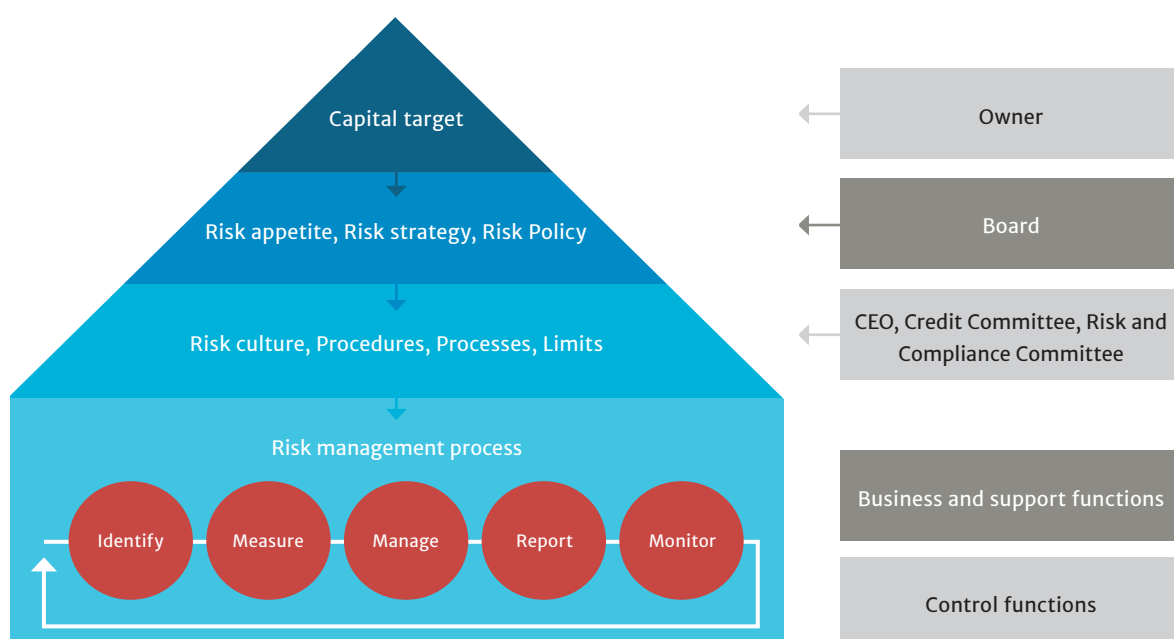 Capital target
Owner
Risk appetite, Risk strategy, Risk Policy
Board
Risk culture, Procedures, Processes, Limits
CEO, Credit Committee, Risk and
Compliance Committee
Risk management process
Identify
Measure
Manage
Report
Monitor
Business and support functions
Control functions